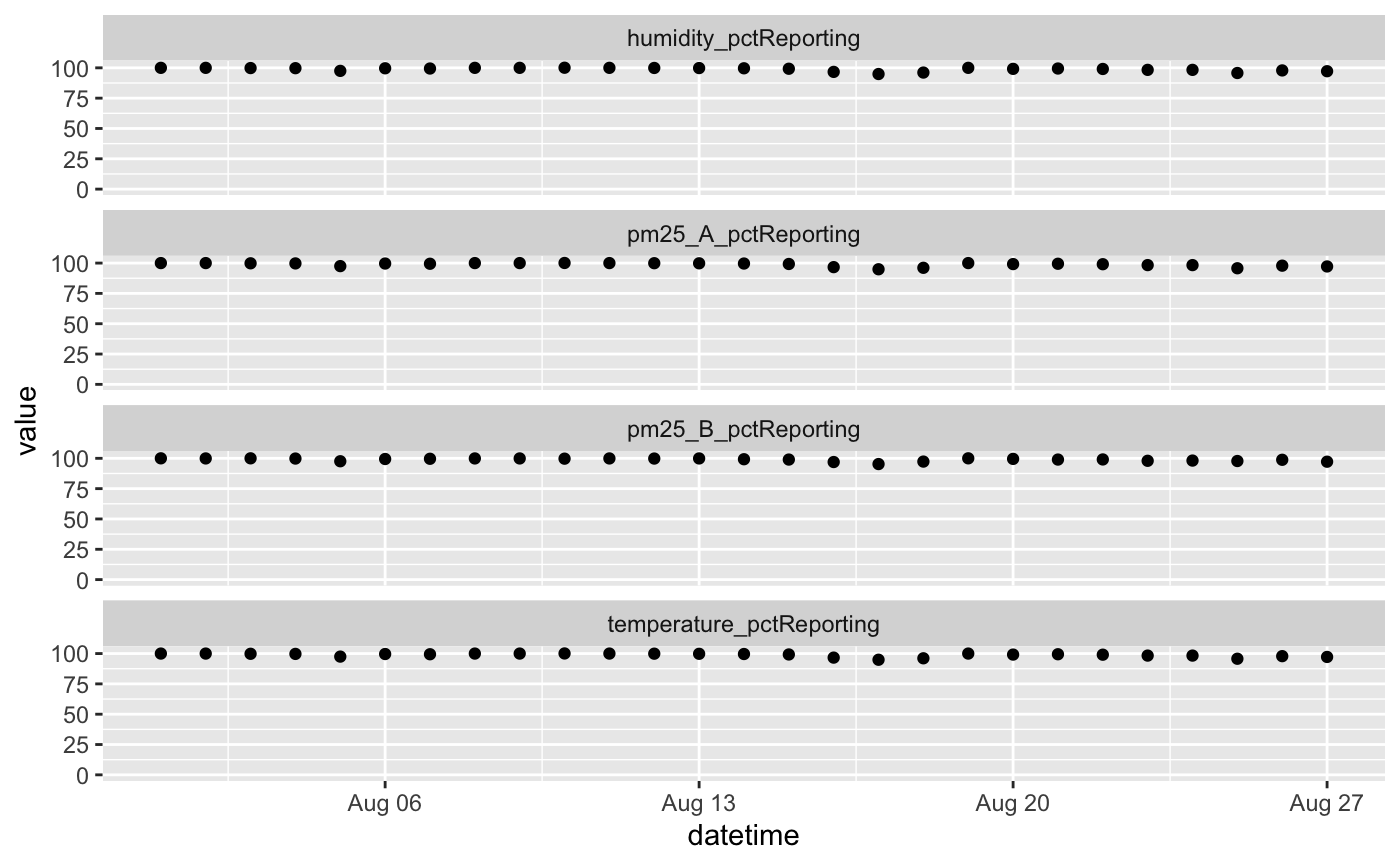 humidity_pctReporting
100
75
50
25
0
pm25_A_pctReporting
100
75
50
25
0
value
pm25_B_pctReporting
100
75
50
25
0
temperature_pctReporting
100
75
50
25
0
Aug 06 Aug 13 Aug 20 Aug 27
datetime